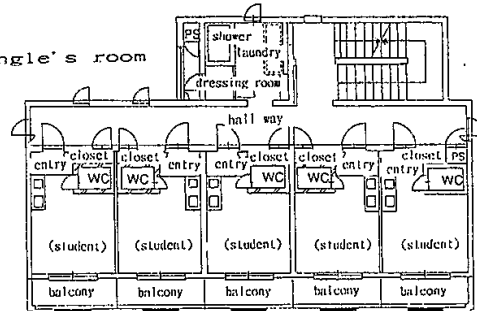 ngle's room
PS
shower
laundry
dressing room
hall way
closet closet closet closet closet PS
entry entry entry entry entry
WC WC WC WC WC
(student) (student) (student) (student) (student)
balcony balcony balcony balcony balcony